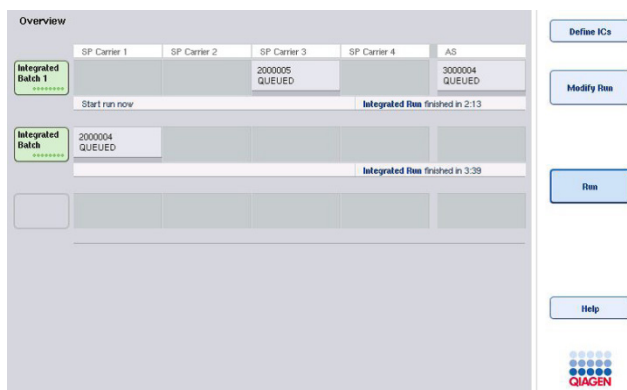 Overview
SP Carrier 1 SP Carrier 2 SP Carrier 3 SP Carrier 4 AS
Integrated
Batch 1
2000005
QUEUED
3000004
QUEUED
Start run now
Integrated Run finished in 2:13
Integrated
Batch
2000004
QUEUED
Integrated Run finished in 3:39
Define ICs
Modify Run
Run
Help
QIAGEN